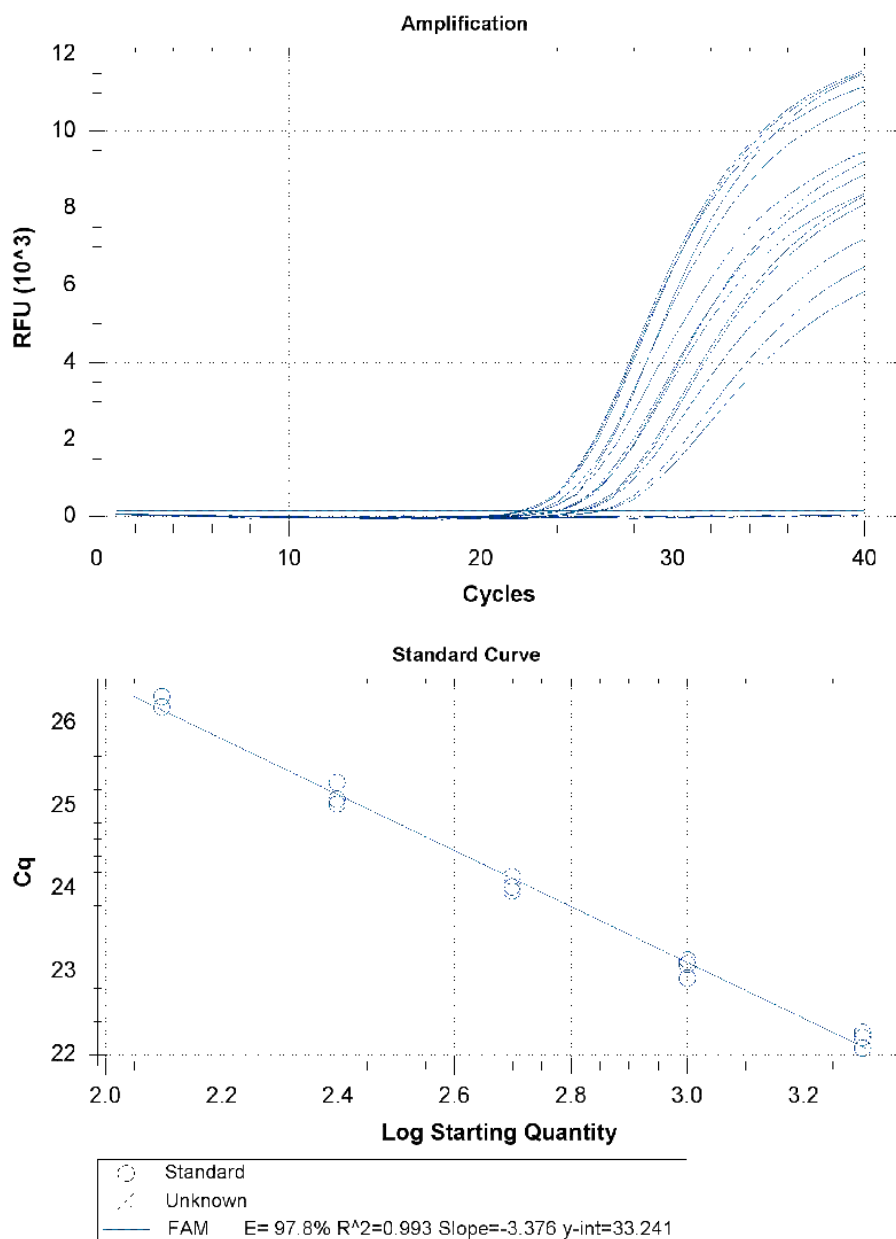 Amplification
12
10
8
6
4
2
0
RFU (10^3)
0 10 20 30 40
Cycles
Standard Curve
26
25
24
23
22
Cq
2.0 2.2 2.4 2.6 2.8 3.0 3.2
Log Starting Quantity
Standard
Unknown
FAM E= 97.8% R^2=0.993 Slope=-3.376 y-int=33.241